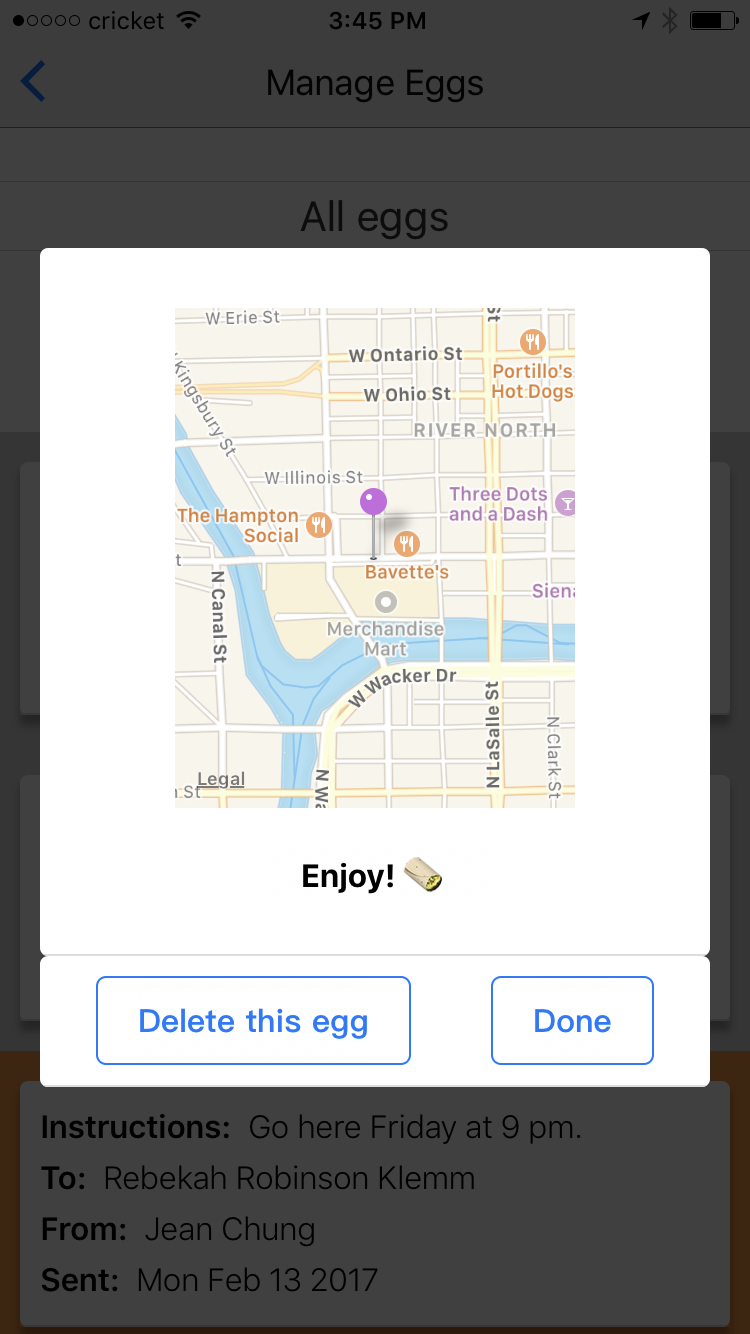 cricket 3:45 PM
Manage Eggs
All eggs
W Erie St
St
W Ontario St
Portillo's
Hot Dogs
W Ohio St
N Kingsbury St
RIVER NORTH
W Illinois St
Three Dots
and a Dash
The Hampton
Social
t
Bavette's
N Canal St
Siena
Merchandise
Mart
W Wacker Dr
N LaSalle St
N Clark St
Legal
St
N Wa
Enjoy!
Delete this egg
Done
Instructions: Go here Friday at 9 pm.
To: Rebekah Robinson Klemm
From: Jean Chung
Sent: Mon Feb 13 2017